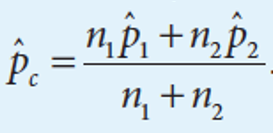 p̂_c = (n₁p̂₁ + n₂p̂₂) / (n₁ + n₂).